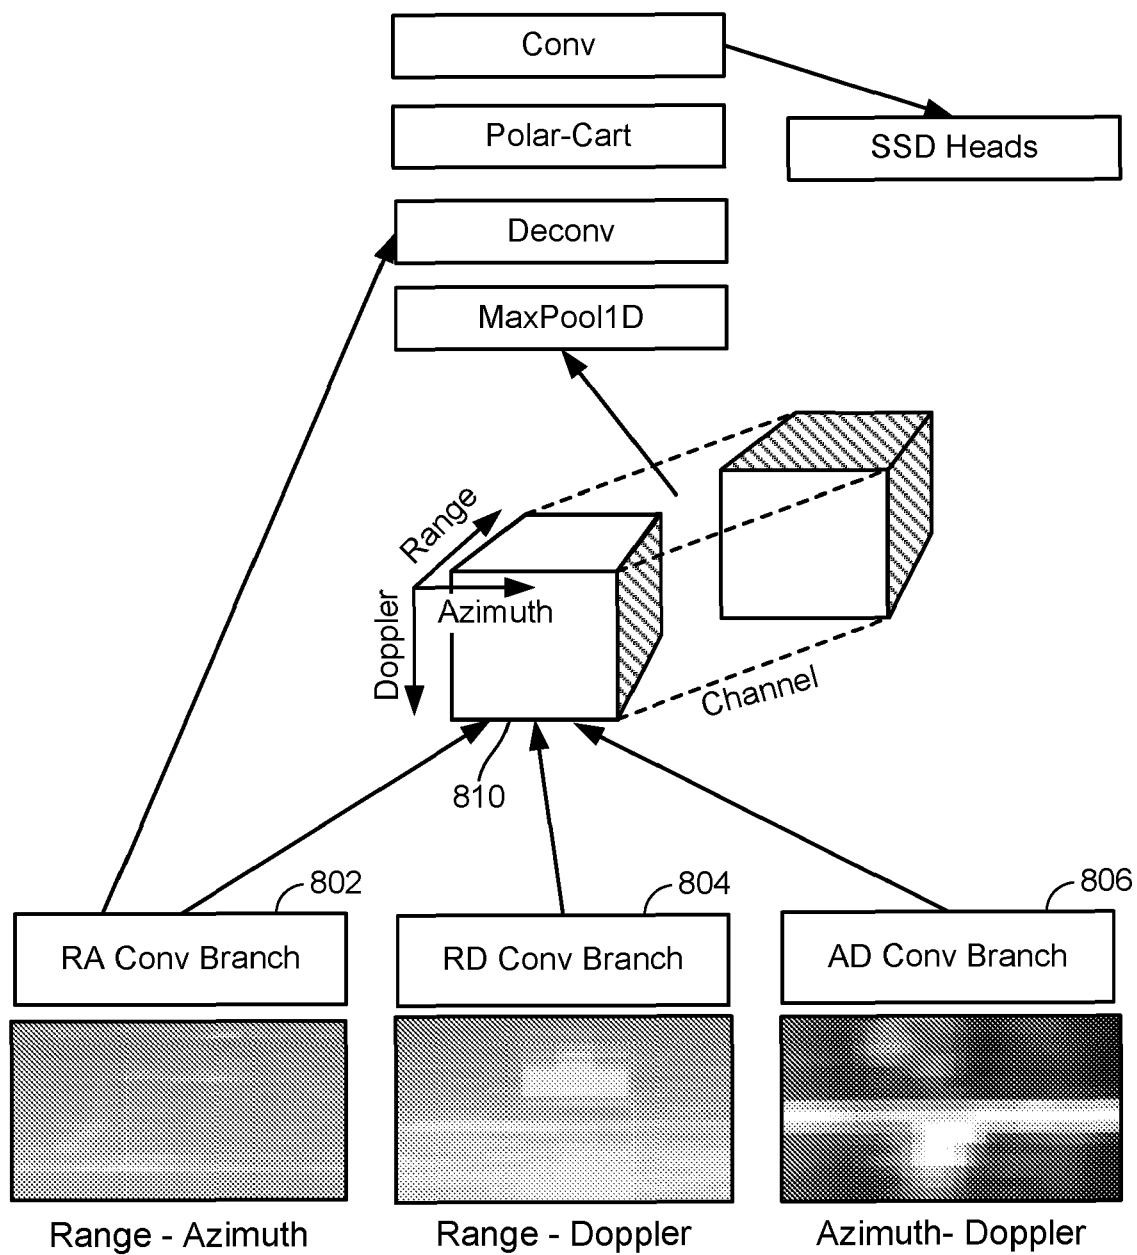 Conv
Polar-Cart
SSD Heads
Deconv
MaxPool1D
Range
Azimuth
Doppler
Channel
810
802
804
806
RA Conv Branch
RD Conv Branch
AD Conv Branch
Range - Azimuth
Range - Doppler
Azimuth- Doppler